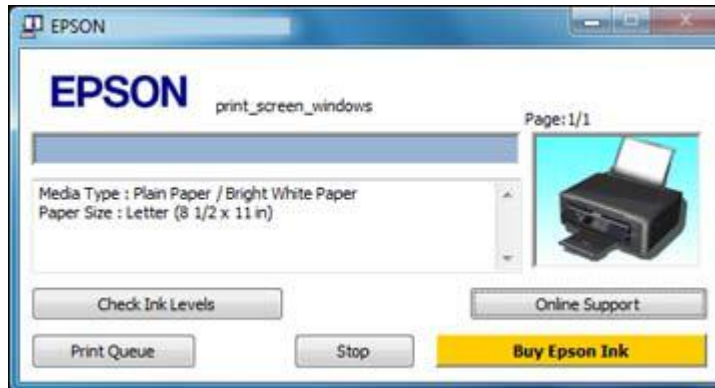 EPSON
EPSON
print_screen_windows
Page:1/1
Media Type : Plain Paper / Bright White Paper
Paper Size : Letter (8 1/2 x 11 in)
Check Ink Levels
Online Support
Print Queue
Stop
Buy Epson Ink